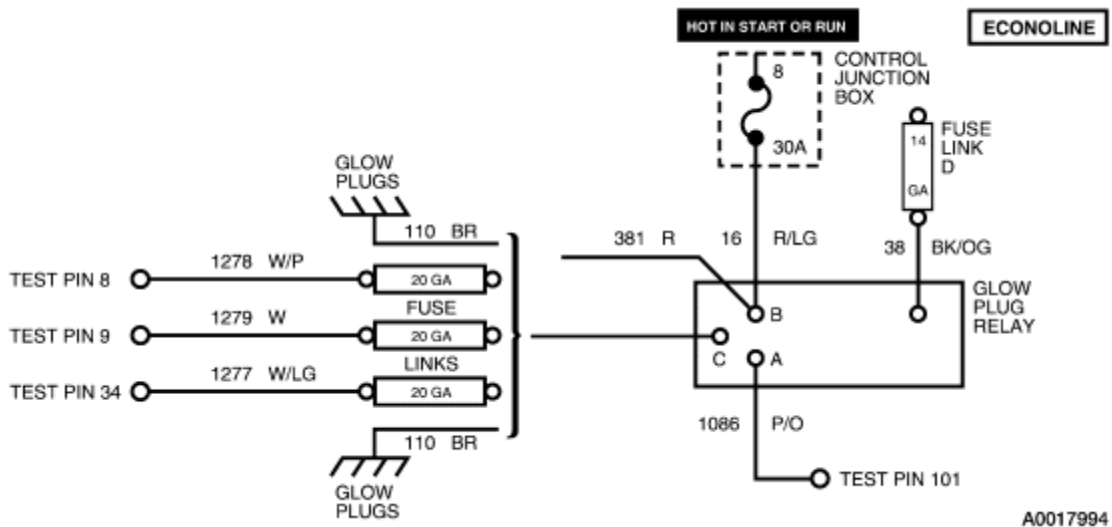 HOT IN START OR RUN
ECONOLINE
8
30A
CONTROL
JUNCTION
BOX
14
GA
FUSE
LINK
D
GLOW
PLUGS
110 BR
381 R
16 R/LG
38 BK/OG
TEST PIN 8
1278 W/P
20 GA
FUSE
TEST PIN 9
1279 W
20 GA
LINKS
TEST PIN 34
1277 W/LG
20 GA
110 BR
GLOW
PLUGS
B
C
A
GLOW
PLUG
RELAY
1086 P/O
TEST PIN 101
A0017994